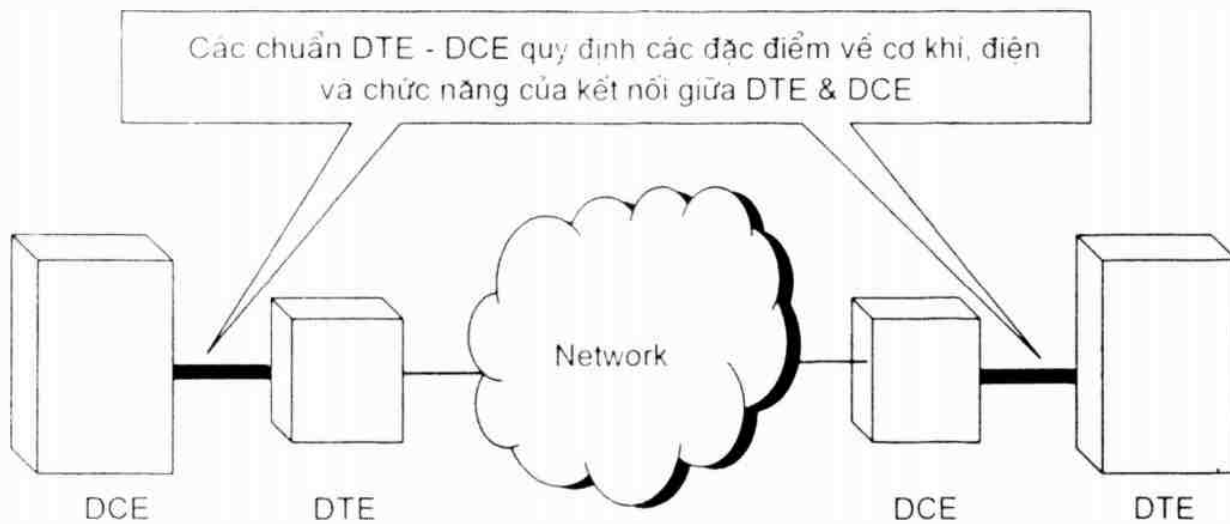 Các chuẩn DTE - DCE quy định các đặc điểm về cơ khí, điện
và chức năng của kết nối giữa DTE & DCE
Network
DCE
DTE
DCE
DTE